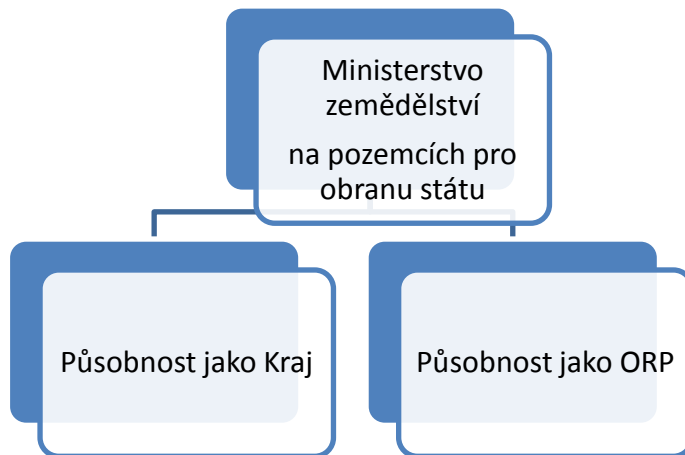 Ministerstvo
zemědělství
na pozemcích pro
obranu státu
Působnost jako Kraj
Působnost jako ORP